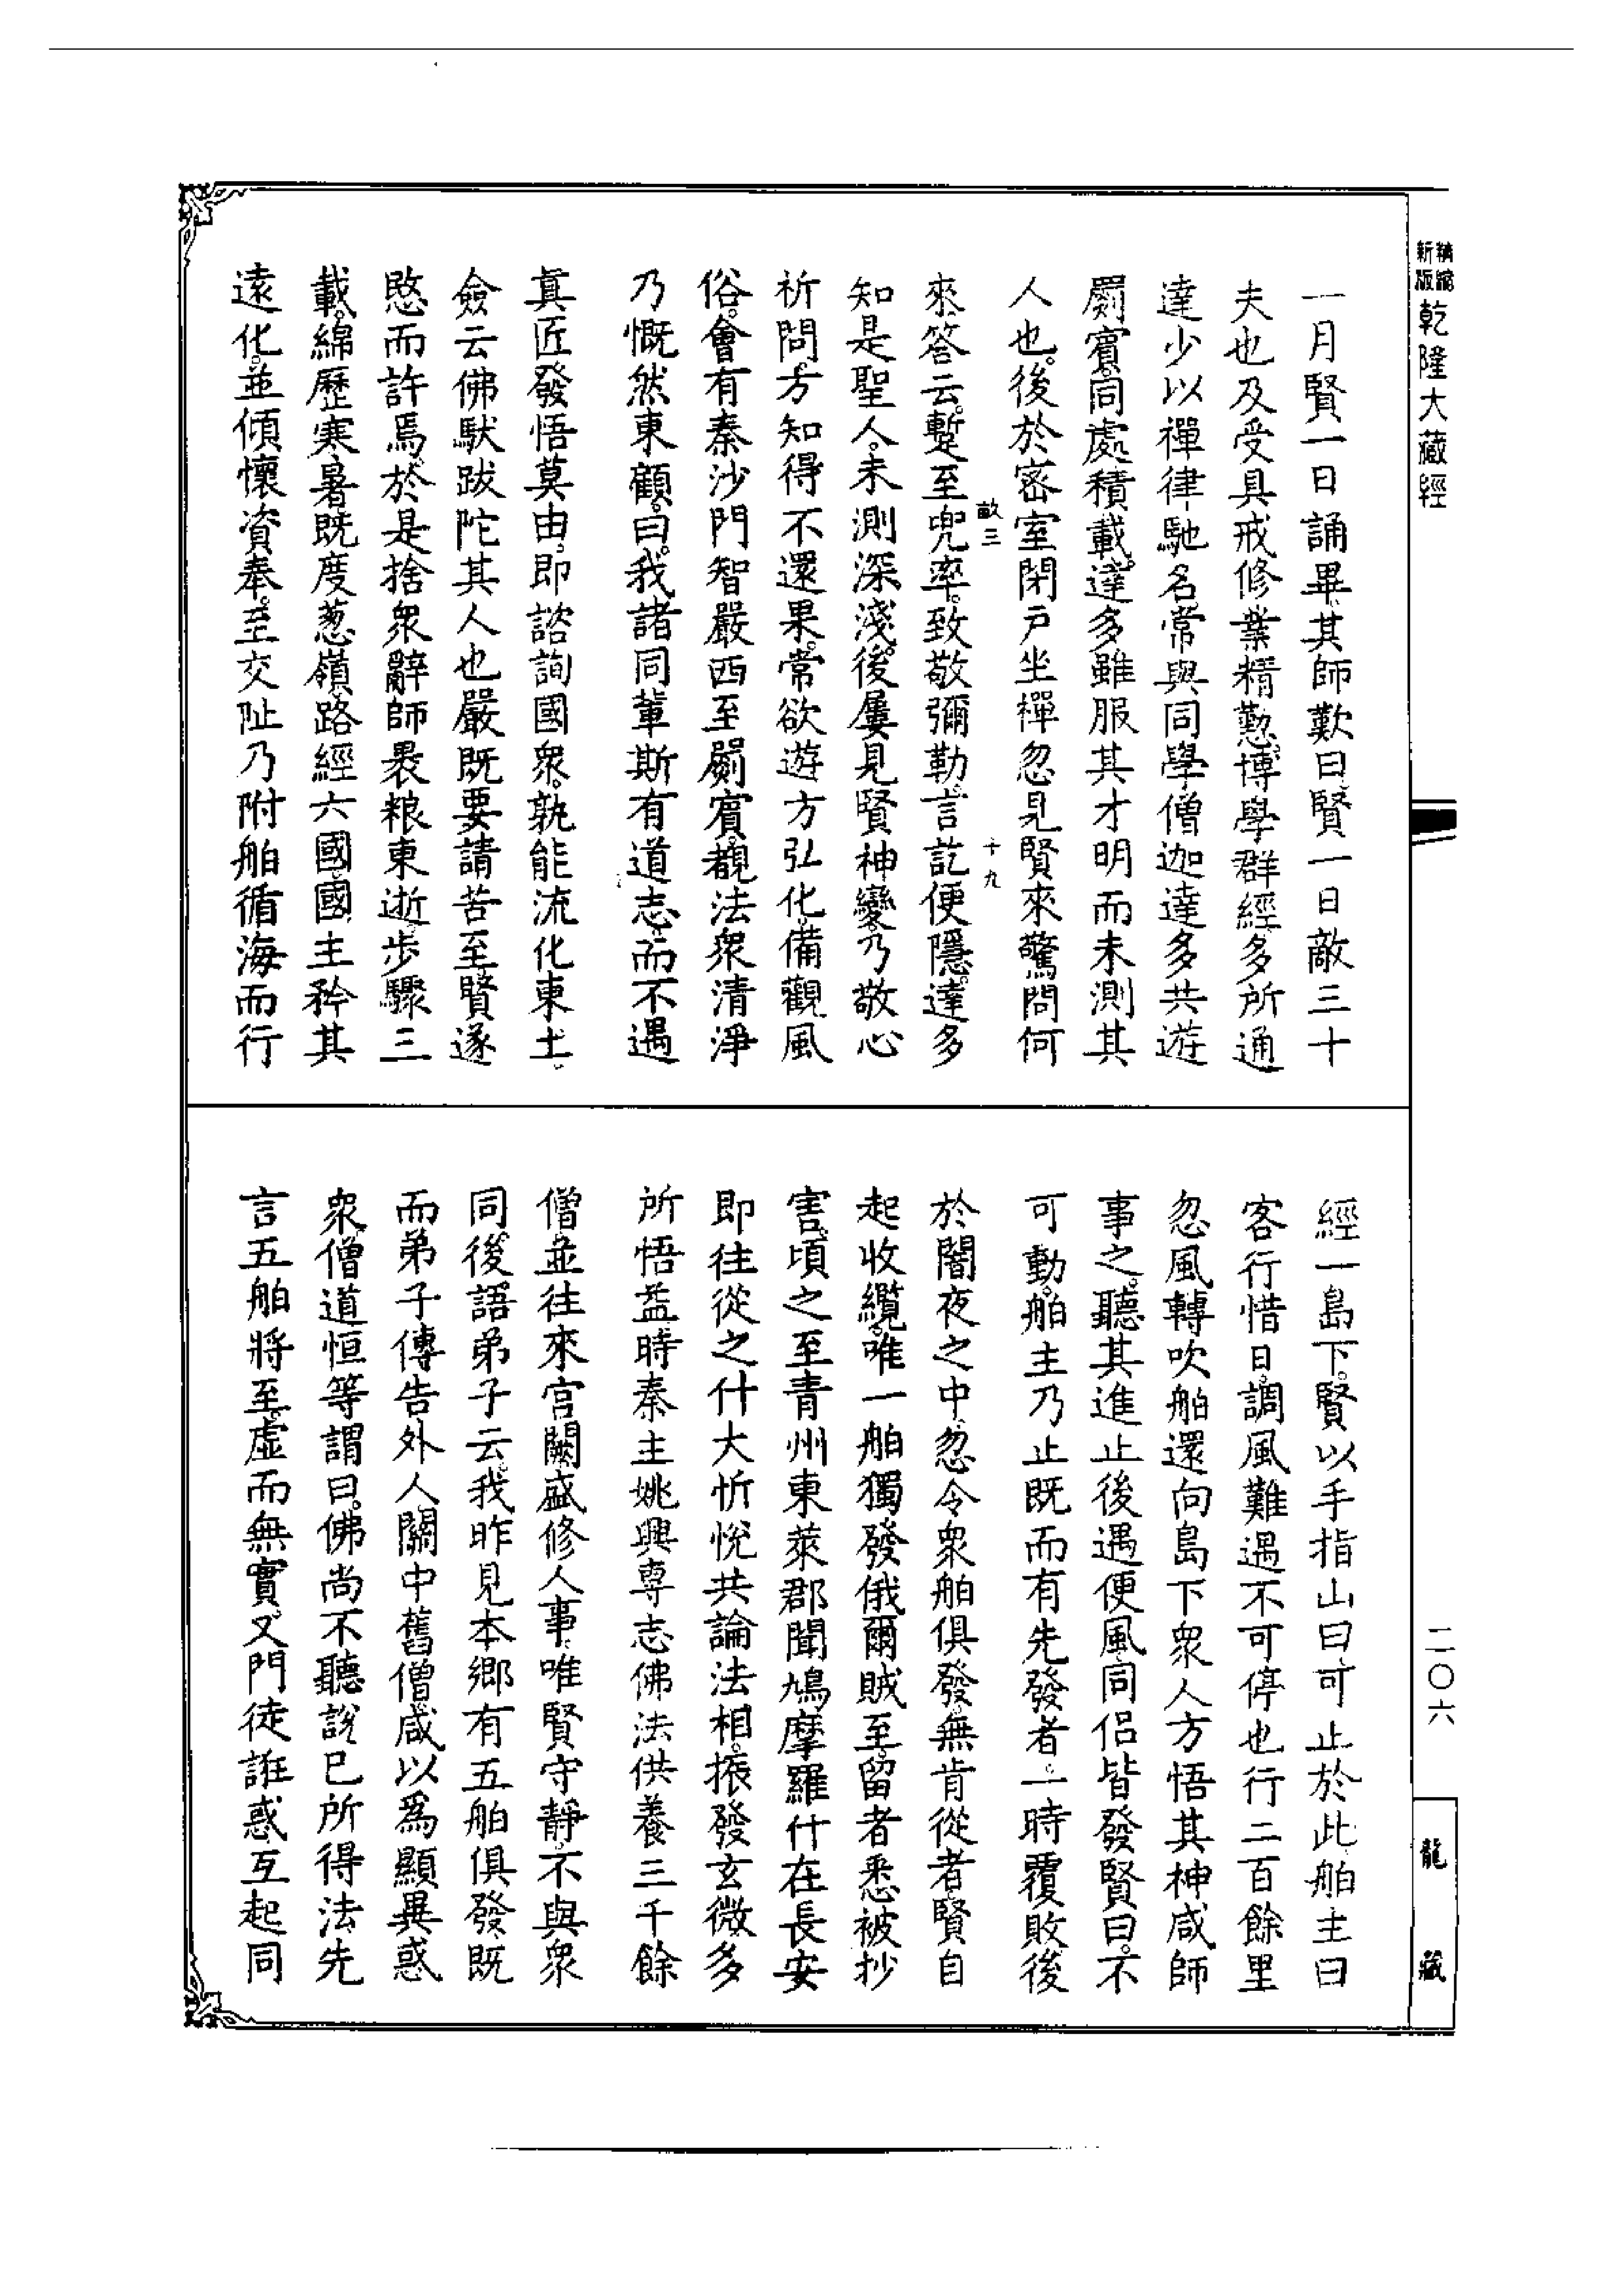 精縮新版乾隆大藏經
一月賢一日誦畢其師歎曰賢一日敵三十
夫也及受具戒修業精懃博學群經多所通
達少以禪律馳名常與同學僧迦達多共遊
罽賓同處積載達多雖服其才明而未測其
人也後於密室閉戶坐禪忽見賢來驚問何
畝三
十九
來答云蹔至兜率致敬彌勒言訖便隱達多
知是聖人未測深淺後屢見賢神變乃敬心
祈問方知得不還果常欲遊方弘化備觀風
俗會有秦沙門智嚴西至罽賓覩法衆清淨
乃慨然東顧曰我諸同輩斯有道志而不遇
真匠發悟莫由即諮詢國衆孰能流化東土
僉云佛馱跋陀其人也嚴既要請苦至賢遂
愍而許焉於是捨衆辭師裹粮東逝步驟三
載綿歷寒暑既度葱嶺路經六國國主矜其
遠化並傾懷資奉至交阯乃附舶循海而行
經一島下賢以手指山曰可止於此舶主曰
客行惜日調風難遇不可停也行二百餘里
忽風轉吹舶還向島下衆人方悟其神咸師
事之聽其進止後遇便風同侶皆發賢曰不
可動舶主乃止既而有先發者一時覆敗後
於闇夜之中忽令衆舶俱發無肯從者賢自
起收纜唯一舶獨發俄爾賊至留者悉被抄
害頃之至青州東萊郡聞鳩摩羅什在長安
即往從之什大忻悅共論法相振發玄微多
所悟益時秦主姚興專志佛法供養三千餘
僧並往來宮闕盛修人事唯賢守靜不與衆
同後語弟子云我昨見本鄉有五舶俱發既
而弟子傳告外人關中舊僧咸以爲顯異惑
衆僧道恒等謂曰佛尚不聽說已所得法先
言五舶將至虛而無實又門徒誑惑互起同
二〇六
龍藏